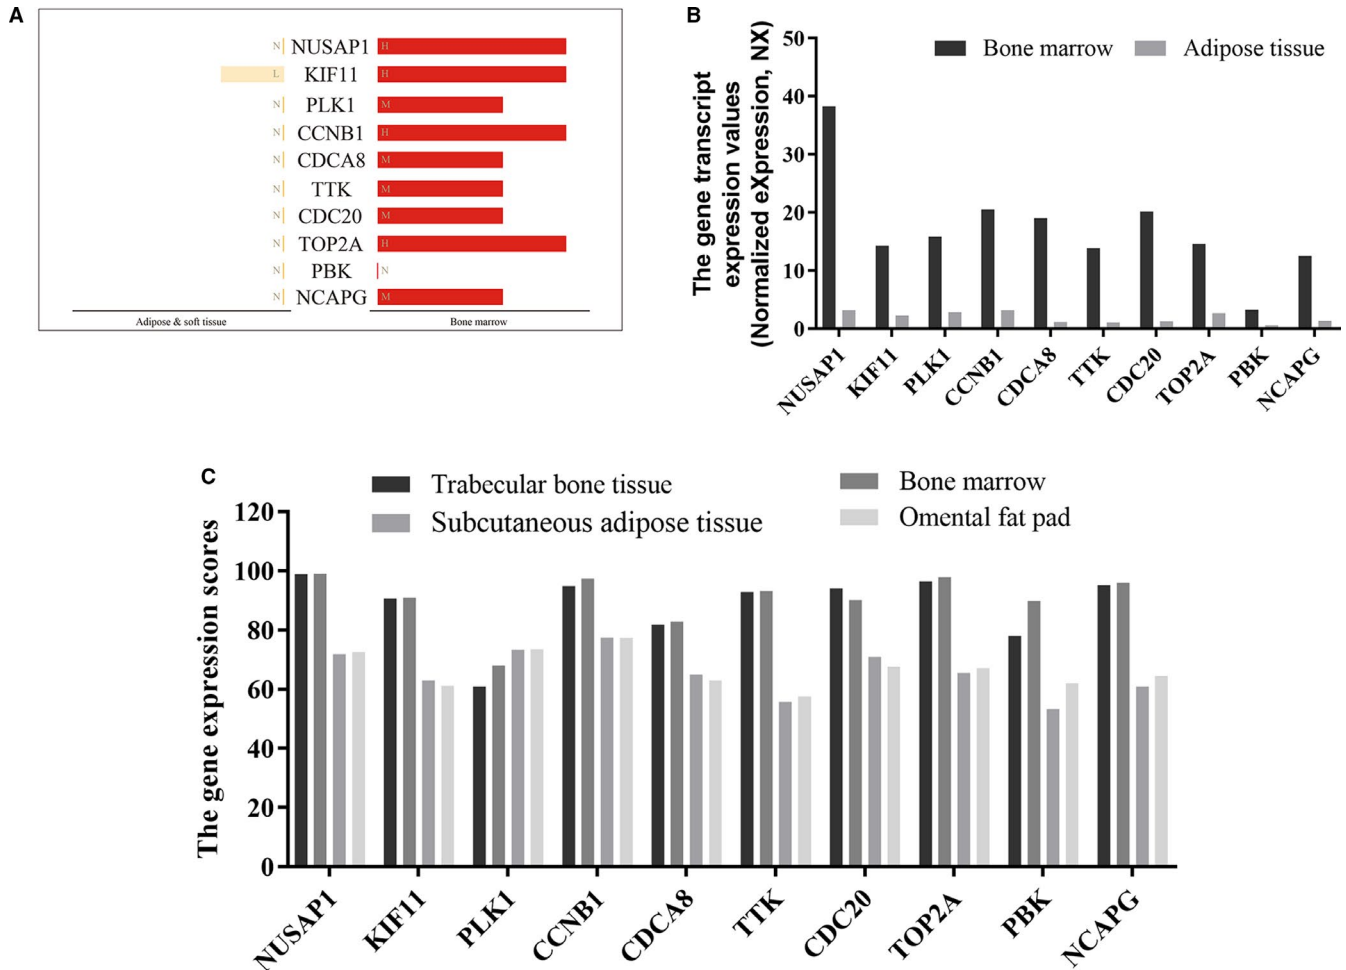 A
N NUSAP1 H
L KIF11 H
N PLK1 M
N CCNB1 H
N CDCA8 M
N TTK M
N CDC20 M
N TOP2A H
N PBK N
N NCAPG M
Adipose & soft tissue Bone marrow
B
The gene transcript
expression values
(Normalized eXpression, NX)
Bone marrow Adipose tissue
50
40
30
20
10
0
NUSAP1 KIF11 PLK1 CCNB1 CDCA8 TTK CDC20 TOP2A PBK NCAPG
C
Trabecular bone tissue Bone marrow
Subcutaneous adipose tissue Omental fat pad
The gene expression scores
120
100
80
60
40
20
0
NUSAP1 KIF11 PLK1 CCNB1 CDCA8 TTK CDC20 TOP2A PBK NCAPG